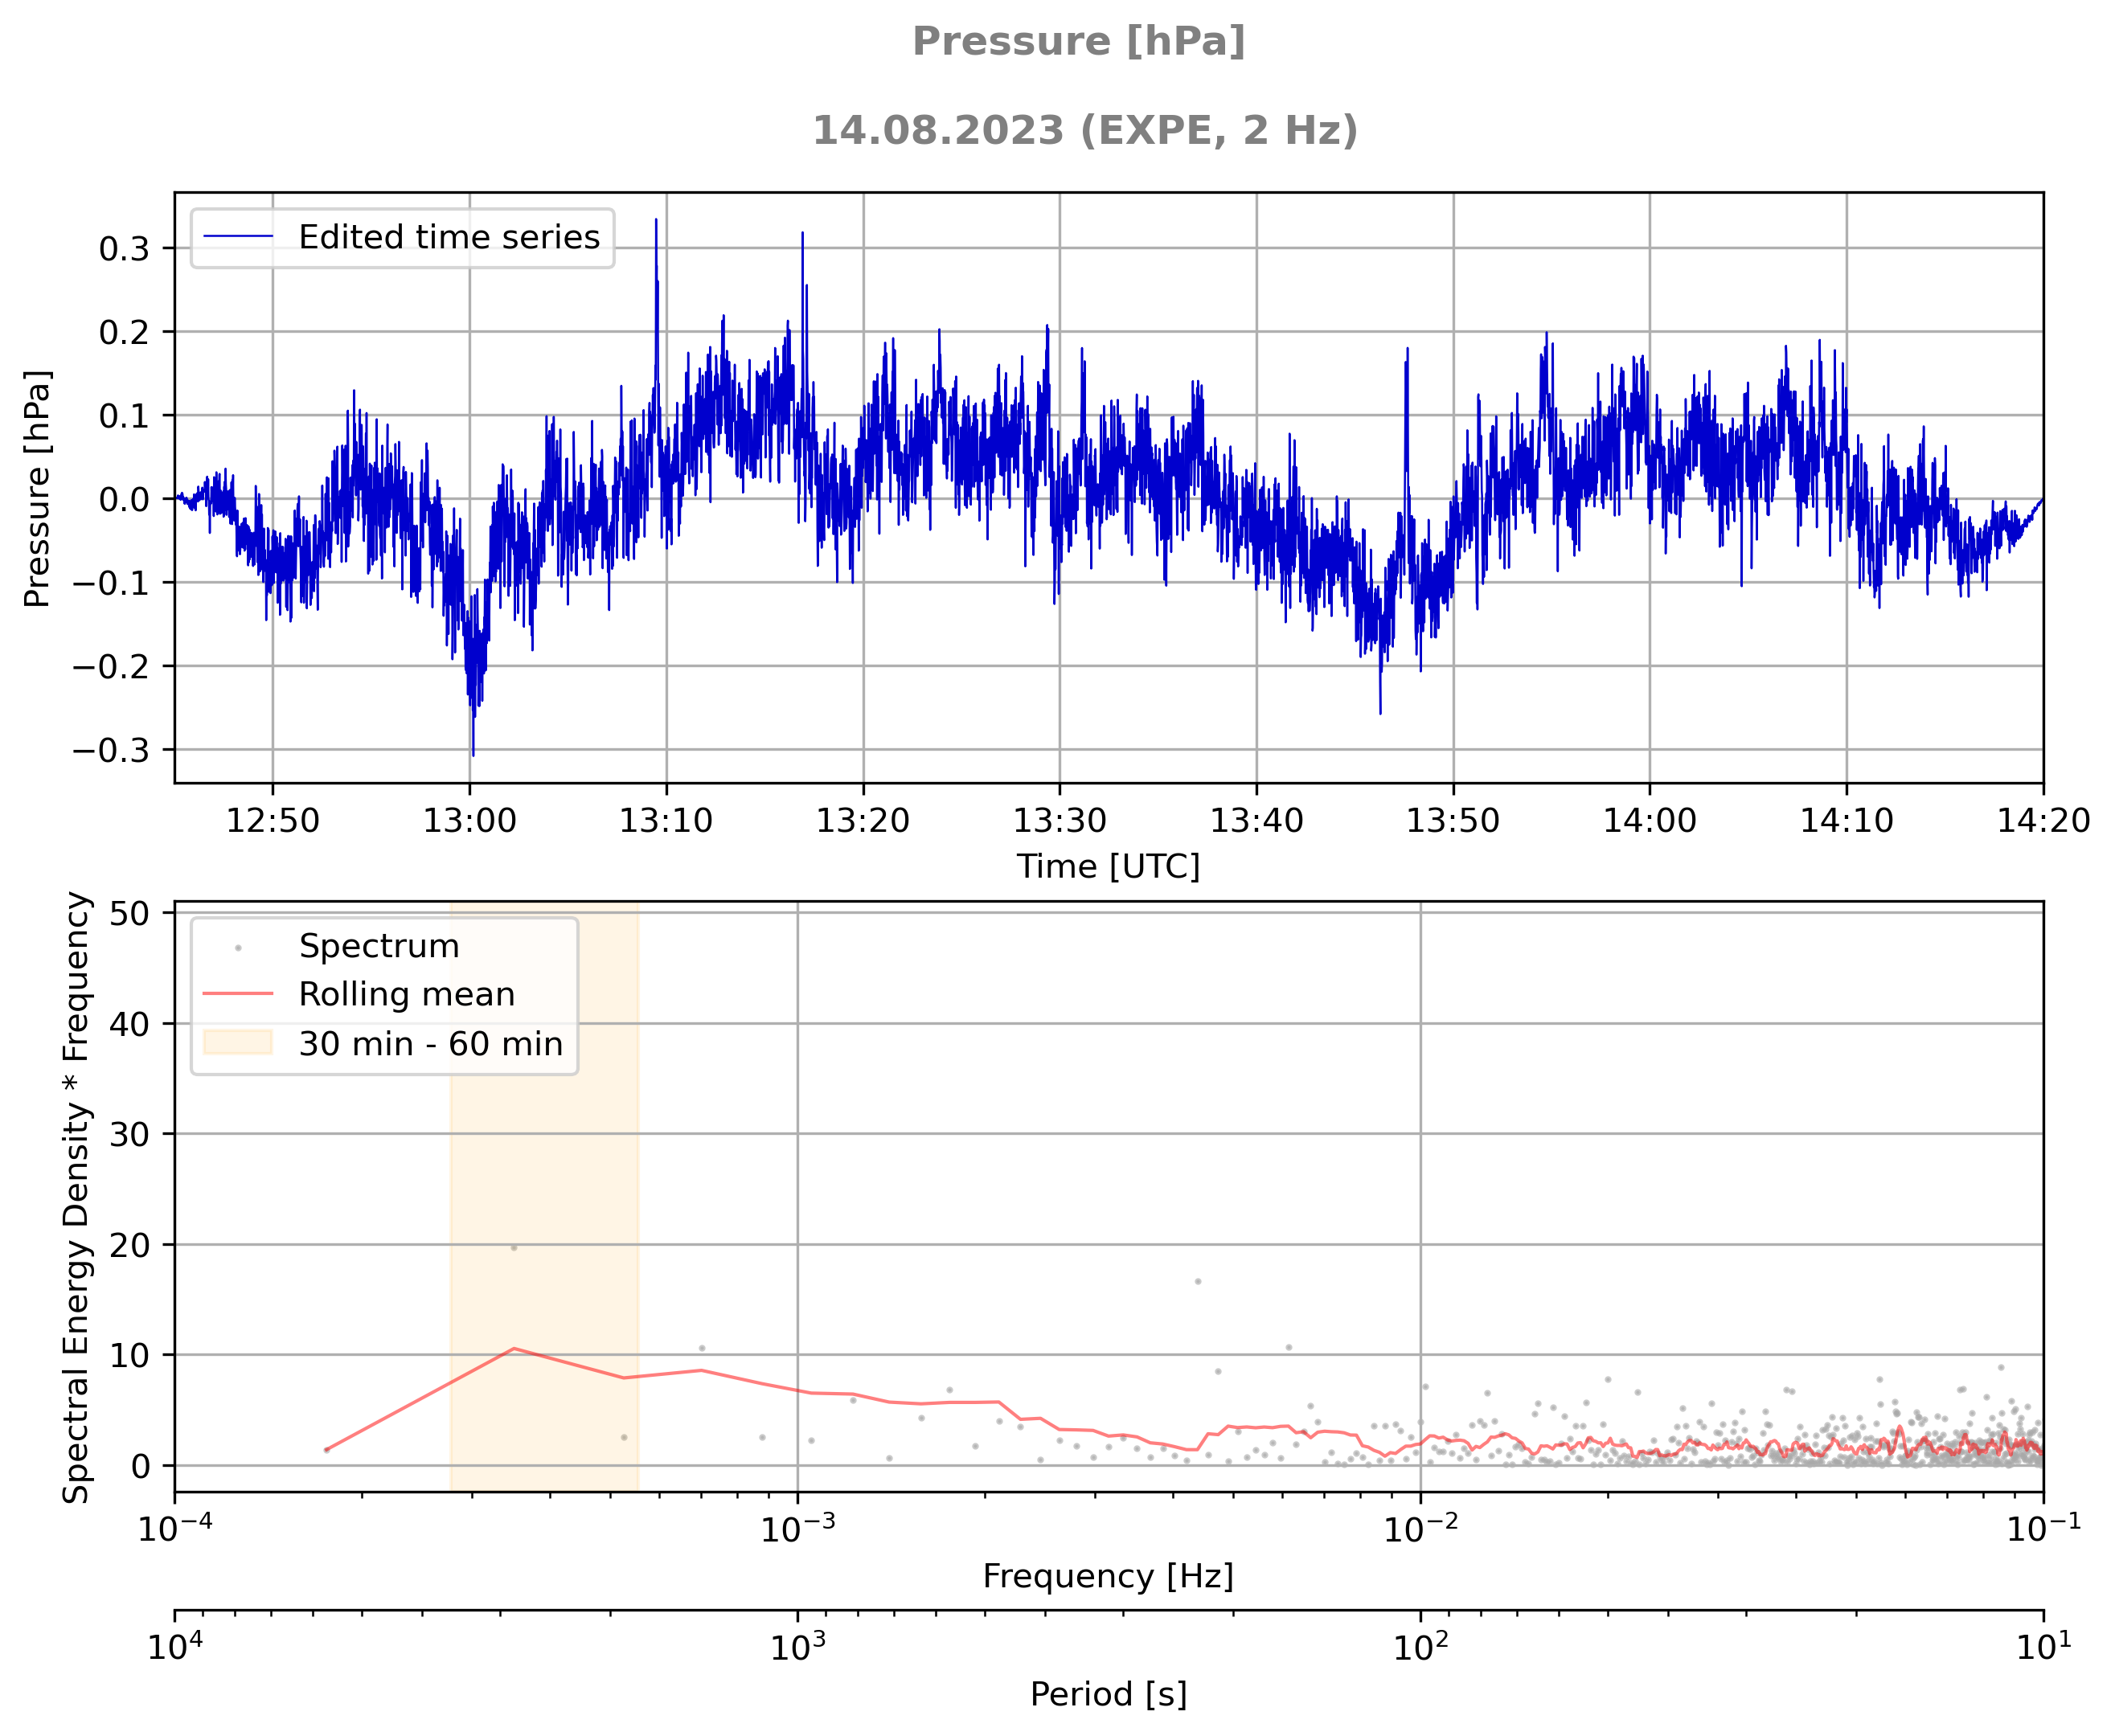 Pressure [hPa]
14.08.2023 (EXPE, 2 Hz)
Edited time series
Pressure [hPa]
0.3
0.2
0.1
0.0
−0.1
−0.2
−0.3
12:50 13:00 13:10 13:20 13:30 13:40 13:50 14:00 14:10 14:20
Time [UTC]
Spectrum
Rolling mean
30 min - 60 min
Spectral Energy Density * Frequency
50
40
30
20
10
0
10⁻⁴ 10⁻³ 10⁻² 10⁻¹
Frequency [Hz]
10⁴ 10³ 10² 10¹
Period [s]